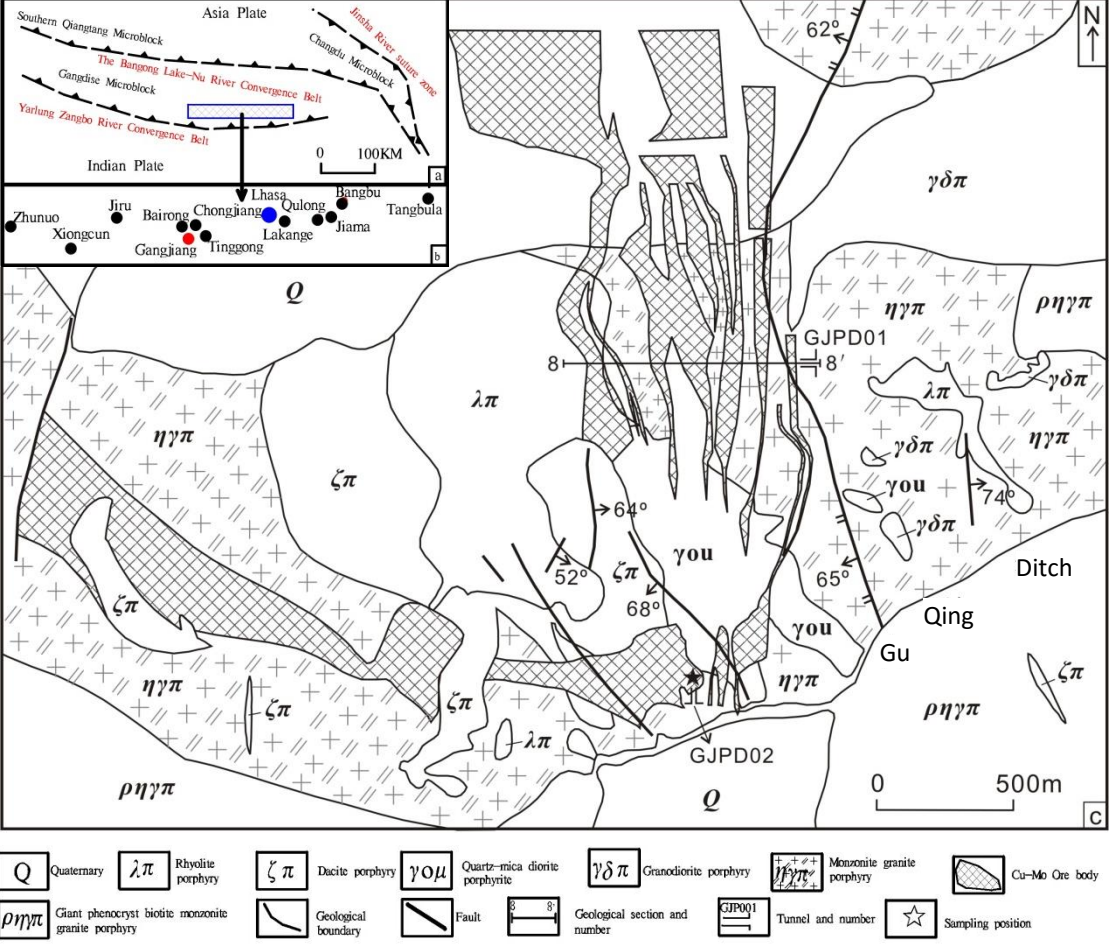 Asia Plate
Southern Qiangtang Microblock
Jinsha River suture zone
Changdu Microblock
The Bangong Lake-Nu River Convergence Belt
Gangdise Microblock
Yarlung Zangbo River Convergence Belt
Indian Plate
0 100KM
a
Lhasa
Bangbu
Zhunuo
Jiru
Bairong
Chongjiang
Qulong
Tangbula
Xiongcun
Lakange
Jiama
Gangjiang
Tinggong
b
N
62°
γδπ
Q
ηγπ
ρηγπ
GJPD01
8
8'
γδπ
λπ
λπ
ηγπ
ηγπ
γδπ
ζπ
γου
74°
γδπ
64°
γου
52°
ζπ
65°
Ditch
68°
ζπ
Qing
γου
Gu
ηγπ
ηγπ
ζπ
ζπ
ζπ
ρηγπ
λπ
GJPD02
ρηγπ
0 500m
Q
c
Q Quaternary
λπ Rhyolite porphyry
ζπ Dacite porphyry
γομ Quartz-mica diorite porphyrite
γδπ Granodiorite porphyry
ηγπ Monzonite granite porphyry
Cu-Mo Ore body
ρηγπ Giant phenocryst biotite monzonite granite porphyry
Geological boundary
Fault
8 8' Geological section and number
GJP001 Tunnel and number
Sampling position